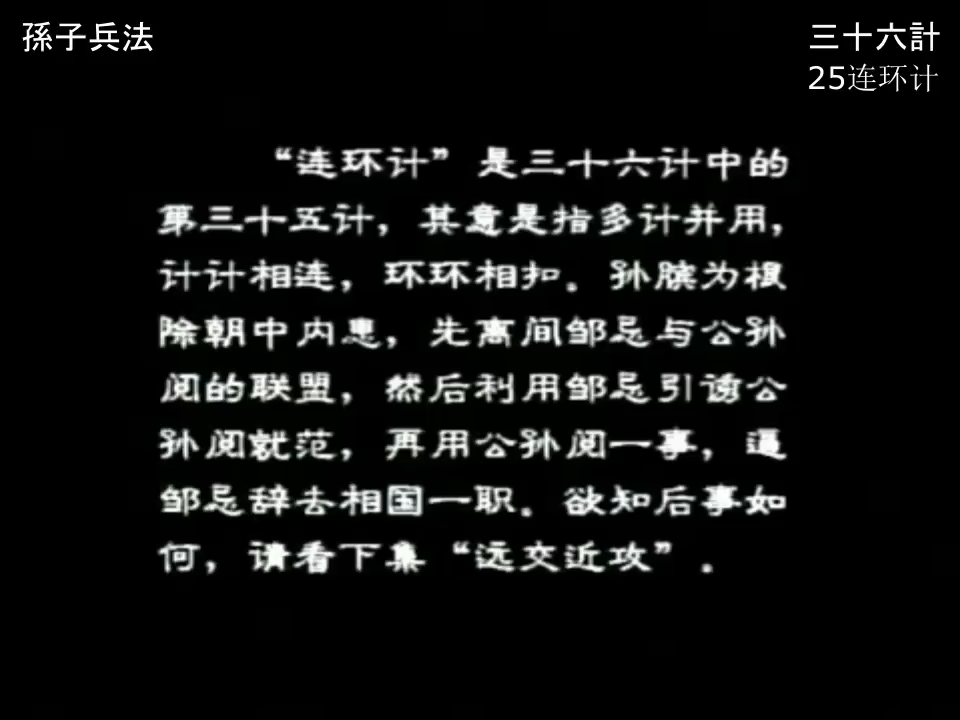 孫子兵法
三十六計
25连环计
“连环计”是三十六计中的
第三十五计，其意是指多计并用，
计计相连，环环相扣。孙膑为根
除朝中内患，先离间邹忌与公孙
阅的联盟，然后利用邹忌引诱公
孙阅就范，再用公孙阅一事，逼
邹忌辞去相国一职。欲知后事如
何，请看下集“远交近攻”。